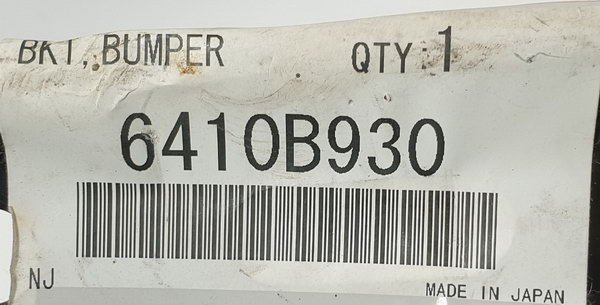 BKT, BUMPER QTY:1
6410B930
NJ MADE IN JAPAN